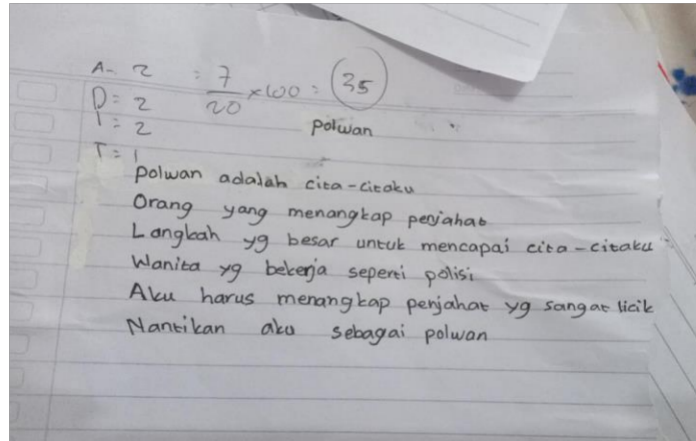 A- 2 = 7/20 x100 = 35
D = 2
I = 2
Polwan
T = 1
Polwan adalah cita-citaku
Orang yang menangkap penjahat
Langkah yg besar untuk mencapai cita-citaku
Wanita yg bekerja seperti polisi
Aku harus menangkap penjahat yg sangat licik
Nantikan aku sebagai polwan